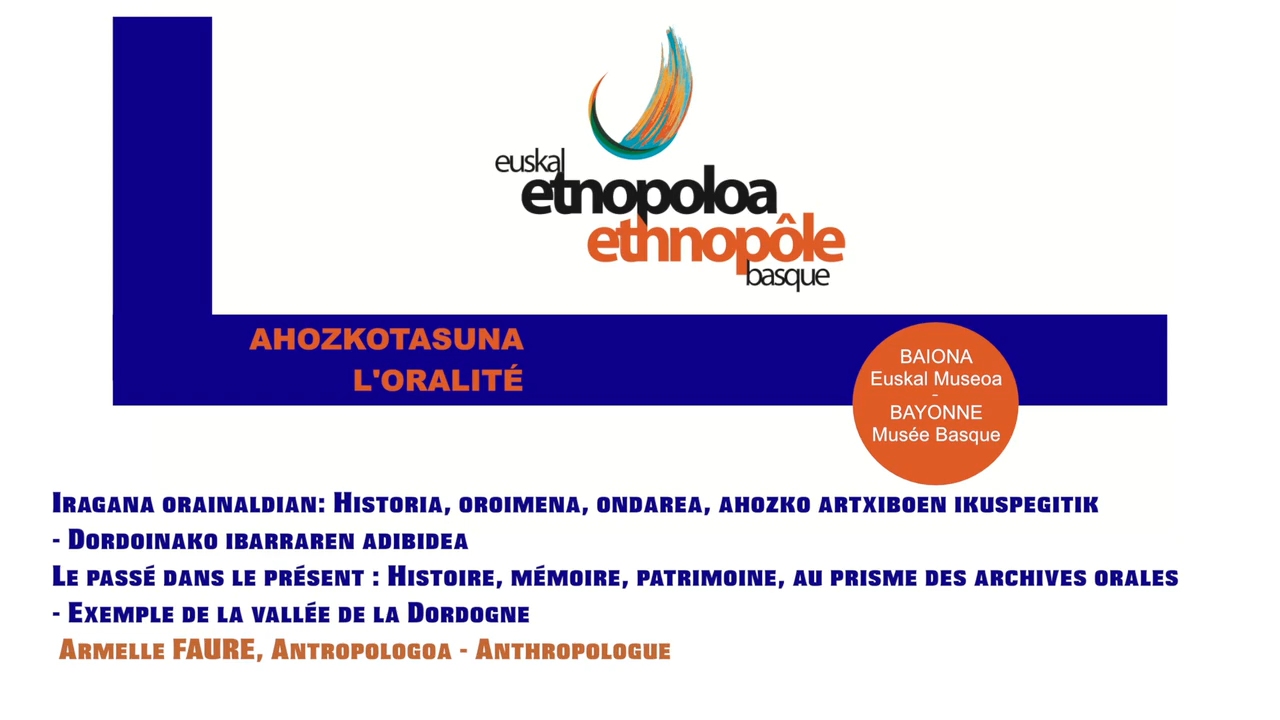 euskal
etnopoloa
ethnopôle
basque
AHOZKOTASUNA
L'ORALITÉ
BAIONA
Euskal Museoa
-
BAYONNE
Musée Basque
Iragana orainaldian: Historia, oroimena, ondarea, ahozko artxiboen ikuspegitik
- Dordoinako ibarraren adibidea
Le passé dans le présent : Histoire, mémoire, patrimoine, au prisme des archives orales
- Exemple de la vallée de la Dordogne
Armelle FAURE, Antropologoa - Anthropologue